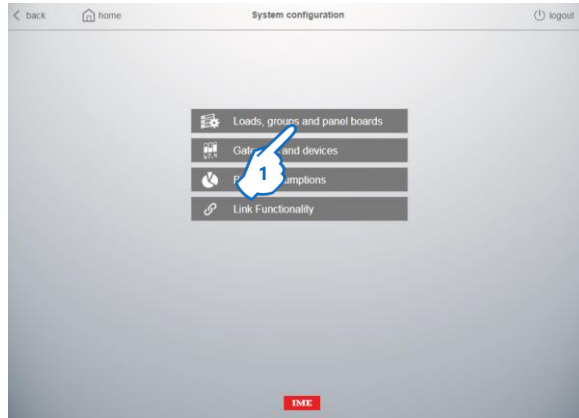 back
home
System configuration
logout
Loads, groups and panel boards
and devices
1
Link Functionality
IME